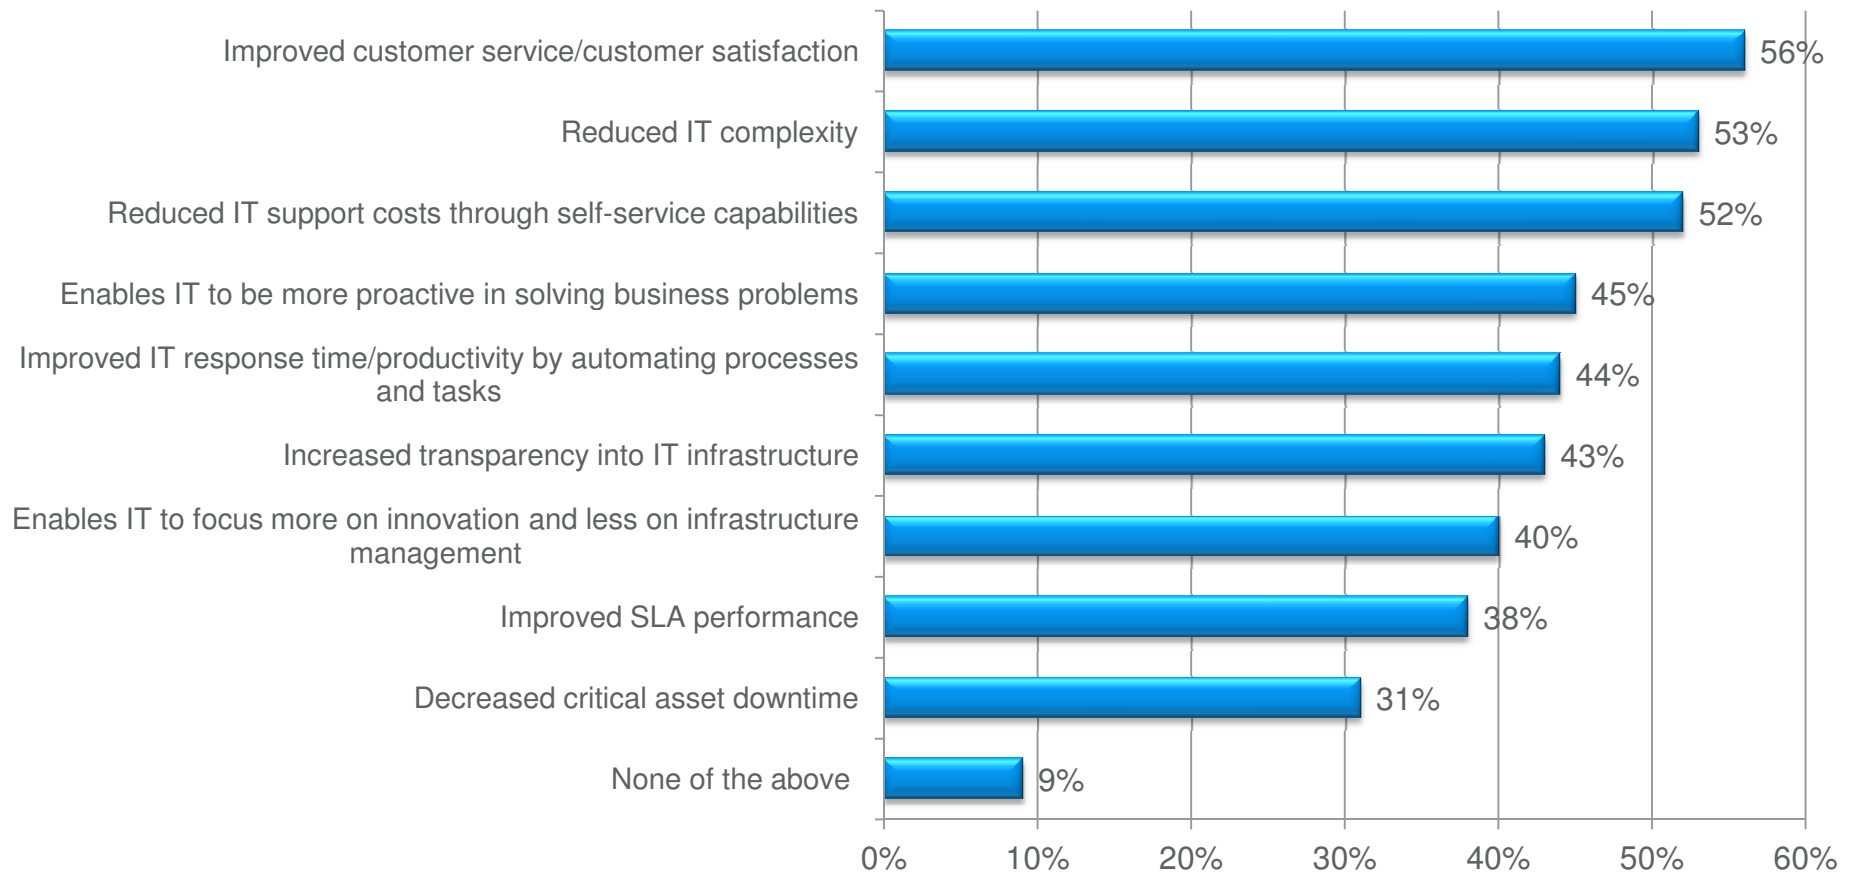 Improved customer service/customer satisfaction 56%
Reduced IT complexity 53%
Reduced IT support costs through self-service capabilities 52%
Enables IT to be more proactive in solving business problems 45%
Improved IT response time/productivity by automating processes
and tasks 44%
Increased transparency into IT infrastructure 43%
Enables IT to focus more on innovation and less on infrastructure
management 40%
Improved SLA performance 38%
Decreased critical asset downtime 31%
None of the above 9%
0% 10% 20% 30% 40% 50% 60%